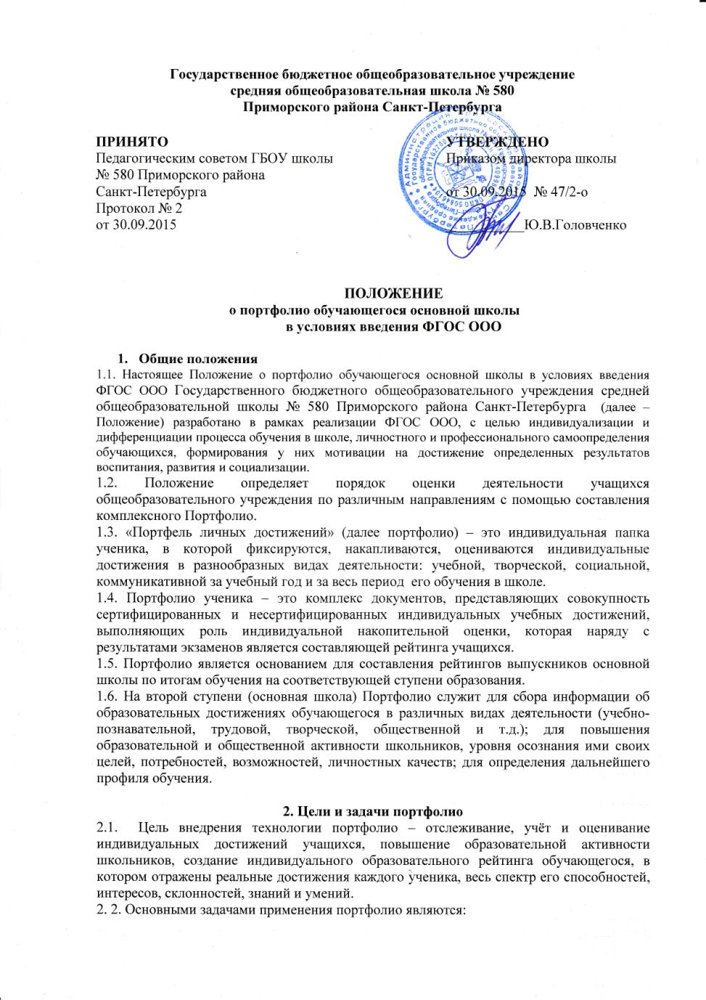 Государственное бюджетное общеобразовательное учреждение
средняя общеобразовательная школа № 580
Приморского района Санкт-Петербурга
ПРИНЯТО
Педагогическим советом ГБОУ школы
№ 580 Приморского района
Санкт-Петербурга
Протокол № 2
от 30.09.2015
УТВЕРЖДЕНО
Приказом директора школы
от 30.09.2015 № 47/2-о
____________Ю.В.Головченко
ПОЛОЖЕНИЕ
о портфолио обучающегося основной школы
в условиях введения ФГОС ООО
1. Общие положения
1.1. Настоящее Положение о портфолио обучающегося основной школы в условиях введения
ФГОС ООО Государственного бюджетного общеобразовательного учреждения средней
общеобразовательной школы № 580 Приморского района Санкт-Петербурга (далее –
Положение) разработано в рамках реализации ФГОС ООО, с целью индивидуализации и
дифференциации процесса обучения в школе, личностного и профессионального самоопределения
обучающихся, формирования у них мотивации на достижение определенных результатов
воспитания, развития и социализации.
1.2. Положение определяет порядок оценки деятельности учащихся
общеобразовательного учреждения по различным направлениям с помощью составления
комплексного Портфолио.
1.3. «Портфель личных достижений» (далее портфолио) – это индивидуальная папка
ученика, в которой фиксируются, накапливаются, оцениваются индивидуальные
достижения в разнообразных видах деятельности: учебной, творческой, социальной,
коммуникативной за учебный год и за весь период его обучения в школе.
1.4. Портфолио ученика – это комплекс документов, представляющих совокупность
сертифицированных и несертифицированных индивидуальных учебных достижений,
выполняющих роль индивидуальной накопительной оценки, которая наряду с
результатами экзаменов является составляющей рейтинга учащихся.
1.5. Портфолио является основанием для составления рейтингов выпускников основной
школы по итогам обучения на соответствующей ступени образования.
1.6. На второй ступени (основная школа) Портфолио служит для сбора информации об
образовательных достижениях обучающегося в различных видах деятельности (учебно-
познавательной, трудовой, творческой, общественной и т.д.); для повышения
образовательной и общественной активности школьников, уровня осознания ими своих
целей, потребностей, возможностей, личностных качеств; для определения дальнейшего
профиля обучения.
2. Цели и задачи портфолио
2.1. Цель внедрения технологии портфолио – отслеживание, учёт и оценивание
индивидуальных достижений учащихся, повышение образовательной активности
школьников, создание индивидуального образовательного рейтинга обучающегося, в
котором отражены реальные достижения каждого ученика, весь спектр его способностей,
интересов, склонностей, знаний и умений.
2. 2. Основными задачами применения портфолио являются: